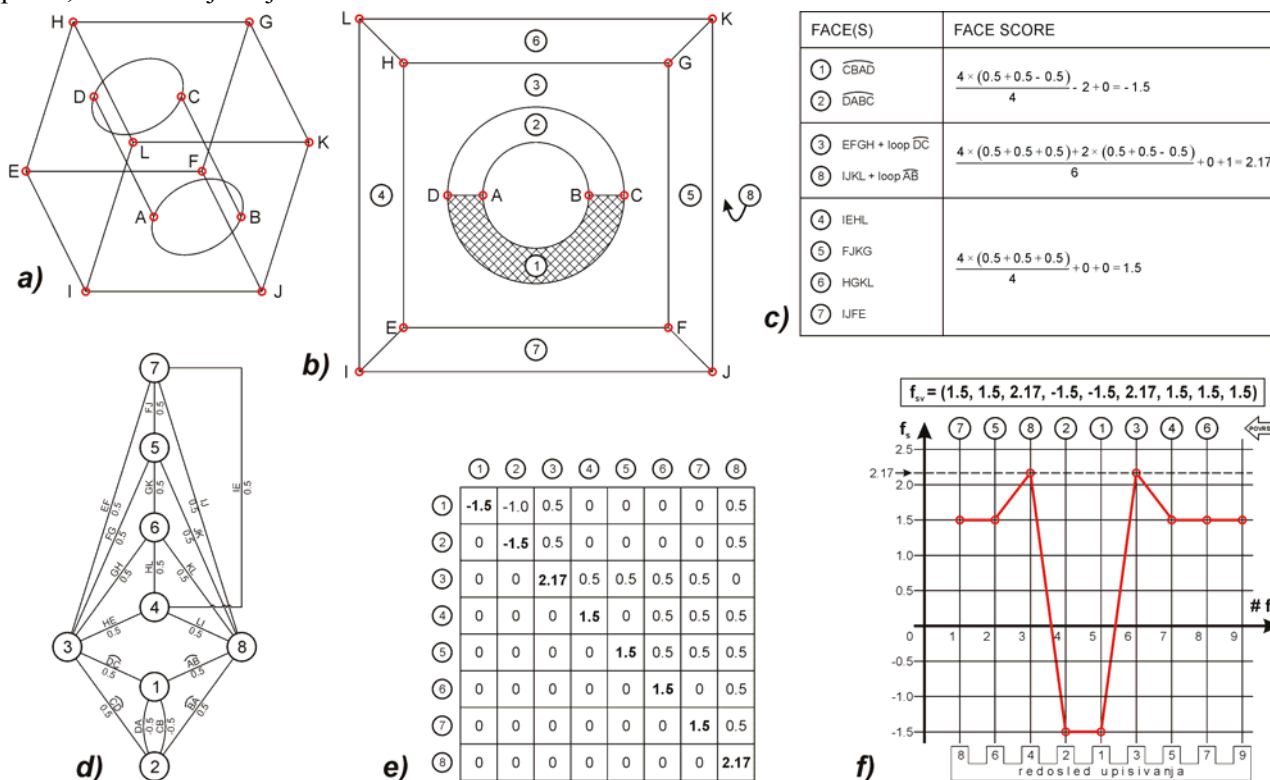 H
G
D
C
L
K
E
F
A
B
I
J
a)
L
K
6
H
G
3
2
D
A
B
C
4
5
8
1
E
F
7
I
J
b)
FACE(S)
FACE SCORE
1 CBAD
2 DABC
4 × (0.5 + 0.5 - 0.5)
4
- 2 + 0 = - 1.5
3 EFGH + loop DC
8 IJKL + loop AB
4 × (0.5 + 0.5 + 0.5) + 2 × (0.5 + 0.5 - 0.5)
6
+ 0 + 1 = 2.17
4 IEHL
5 FJKG
6 HGKL
7 IJFE
4 × (0.5 + 0.5 + 0.5)
4
+ 0 + 0 = 1.5
c)
7
FJ 0.5
5
EF 0.5
FG 0.5
GK 0.5
IJ 0.5
JK 0.5
IE 0.5
6
GH 0.5
HL 0.5
KL 0.5
4
HE 0.5
LI 0.5
3
8
DC 0.5
AB 0.5
1
CD 0.5
DA -0.5
CB -0.5
BA 0.5
2
d)
1 2 3 4 5 6 7 8
1 -1.5 -1.0 0.5 0 0 0 0 0.5
2 0 -1.5 0.5 0 0 0 0 0.5
3 0 0 2.17 0.5 0.5 0.5 0.5 0
4 0 0 0 1.5 0 0.5 0.5 0.5
5 0 0 0 0 1.5 0.5 0.5 0.5
6 0 0 0 0 0 1.5 0 0.5
7 0 0 0 0 0 0 1.5 0.5
8 0 0 0 0 0 0 0 2.17
e)
fsv = (1.5, 1.5, 2.17, -1.5, -1.5, 2.17, 1.5, 1.5, 1.5)
fs
7 5 8 2 1 3 4 6
2.5
2.17
2.0
1.5
1.0
0.5
# f
0 1 2 3 4 5 6 7 8 9
-0.5
-1.0
-1.5
8 6 4 2 1 3 5 7 9
redosled upisivanja
f)